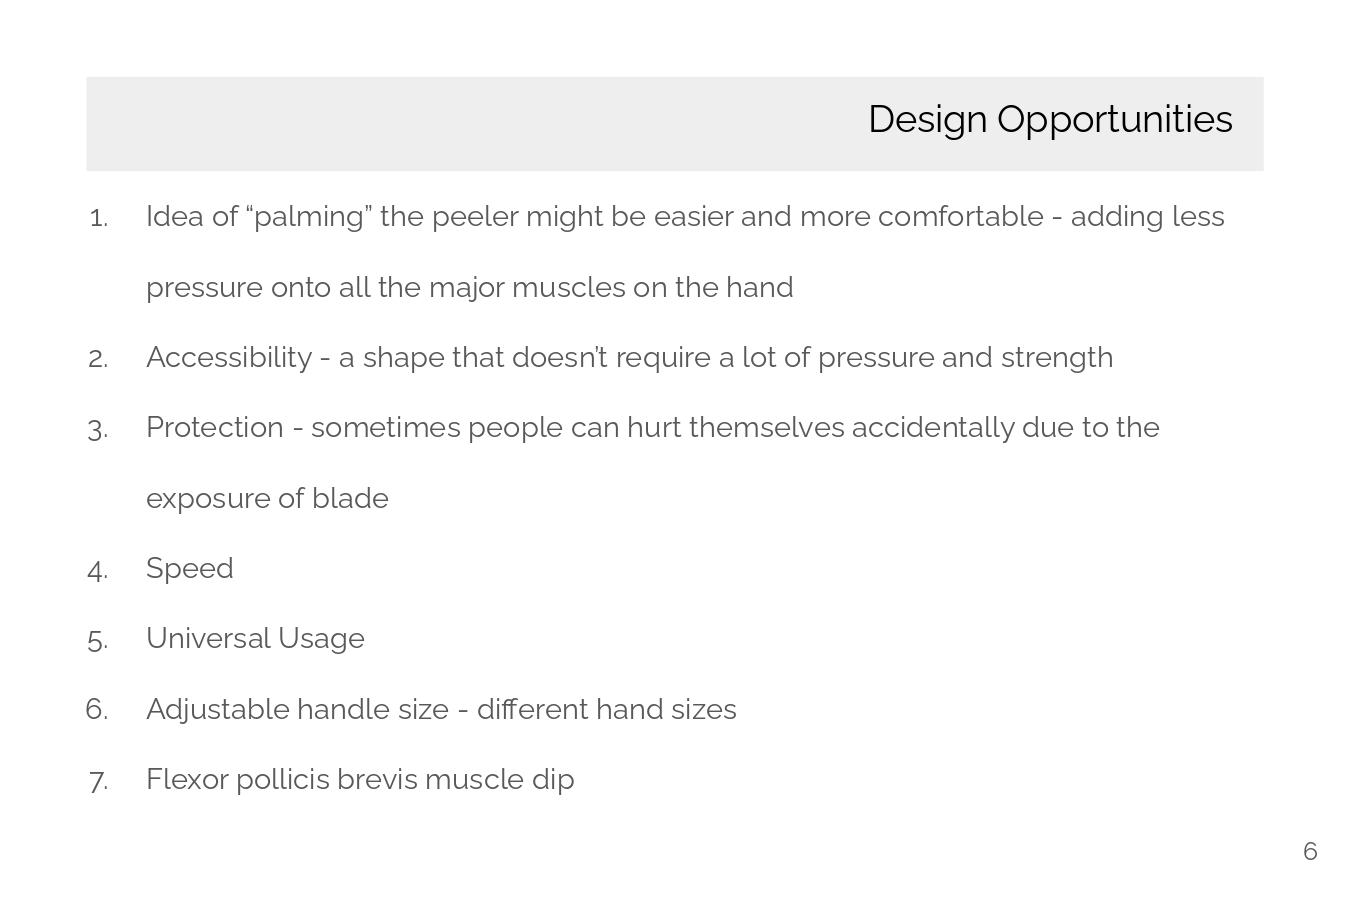 Design Opportunities
1. Idea of “palming” the peeler might be easier and more comfortable - adding less
pressure onto all the major muscles on the hand
2. Accessibility - a shape that doesn’t require a lot of pressure and strength
3. Protection - sometimes people can hurt themselves accidentally due to the
exposure of blade
4. Speed
5. Universal Usage
6. Adjustable handle size - different hand sizes
7. Flexor pollicis brevis muscle dip
6